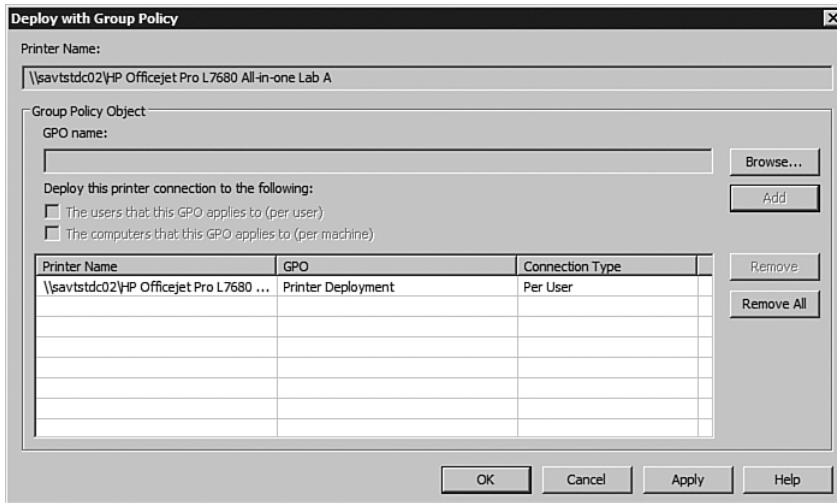 Deploy with Group Policy
Printer Name:
\\savtstdc02\HP Officejet Pro L7680 All-in-one Lab A
Group Policy Object
GPO name:
Browse...
Deploy this printer connection to the following:
Add
The users that this GPO applies to (per user)
The computers that this GPO applies to (per machine)
Printer Name GPO Connection Type
Remove
\\savtstdc02\HP Officejet Pro L7680 ... Printer Deployment Per User
Remove All
OK Cancel Apply Help